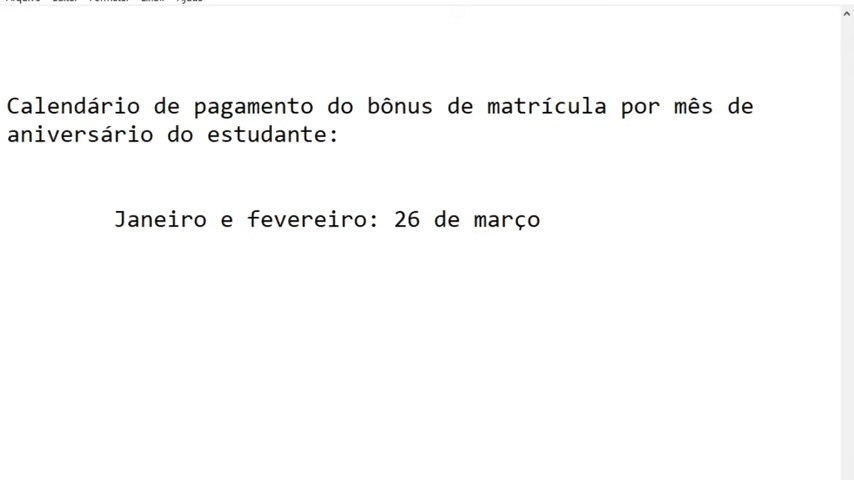 Calendário de pagamento do bônus de matrícula por mês de
aniversário do estudante:
Janeiro e fevereiro: 26 de março